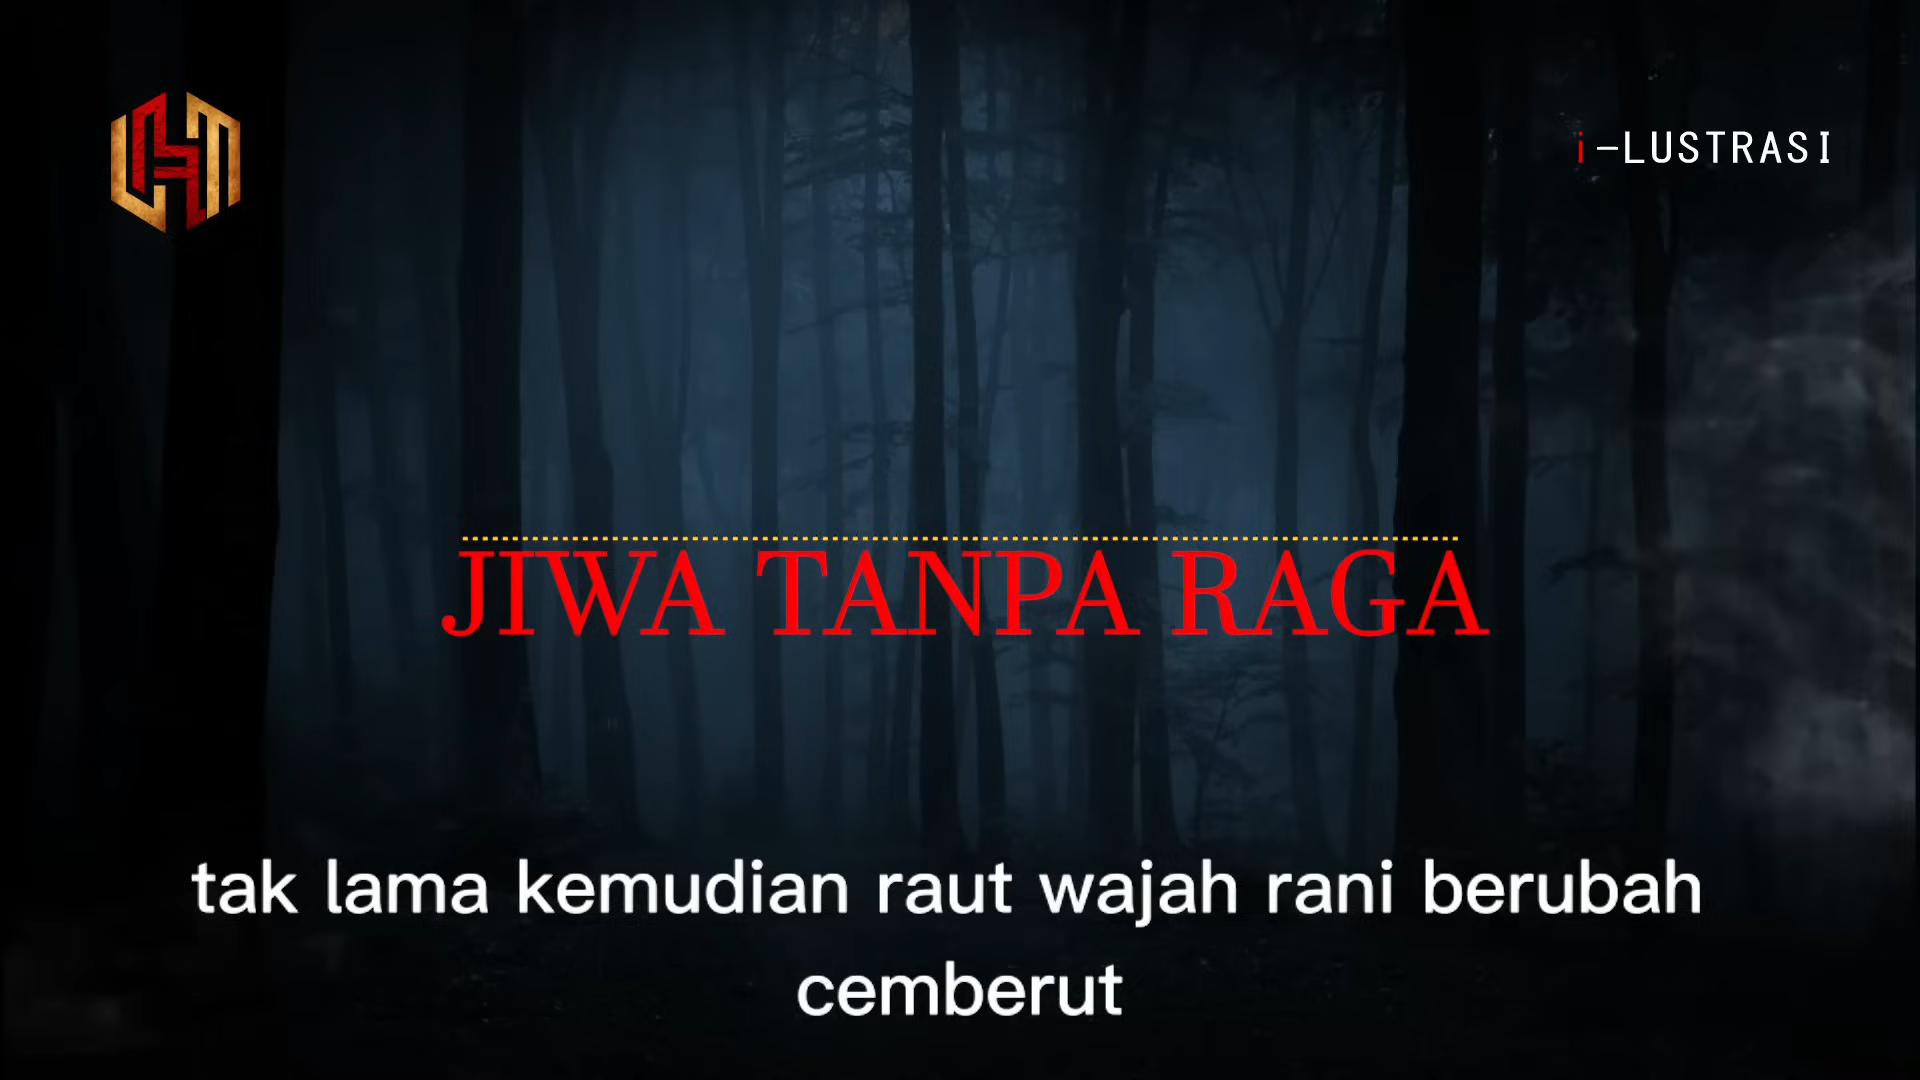 i-LUSTRASI
JIWA TANPA RAGA
tak lama kemudian raut wajah rani berubah
cemberut